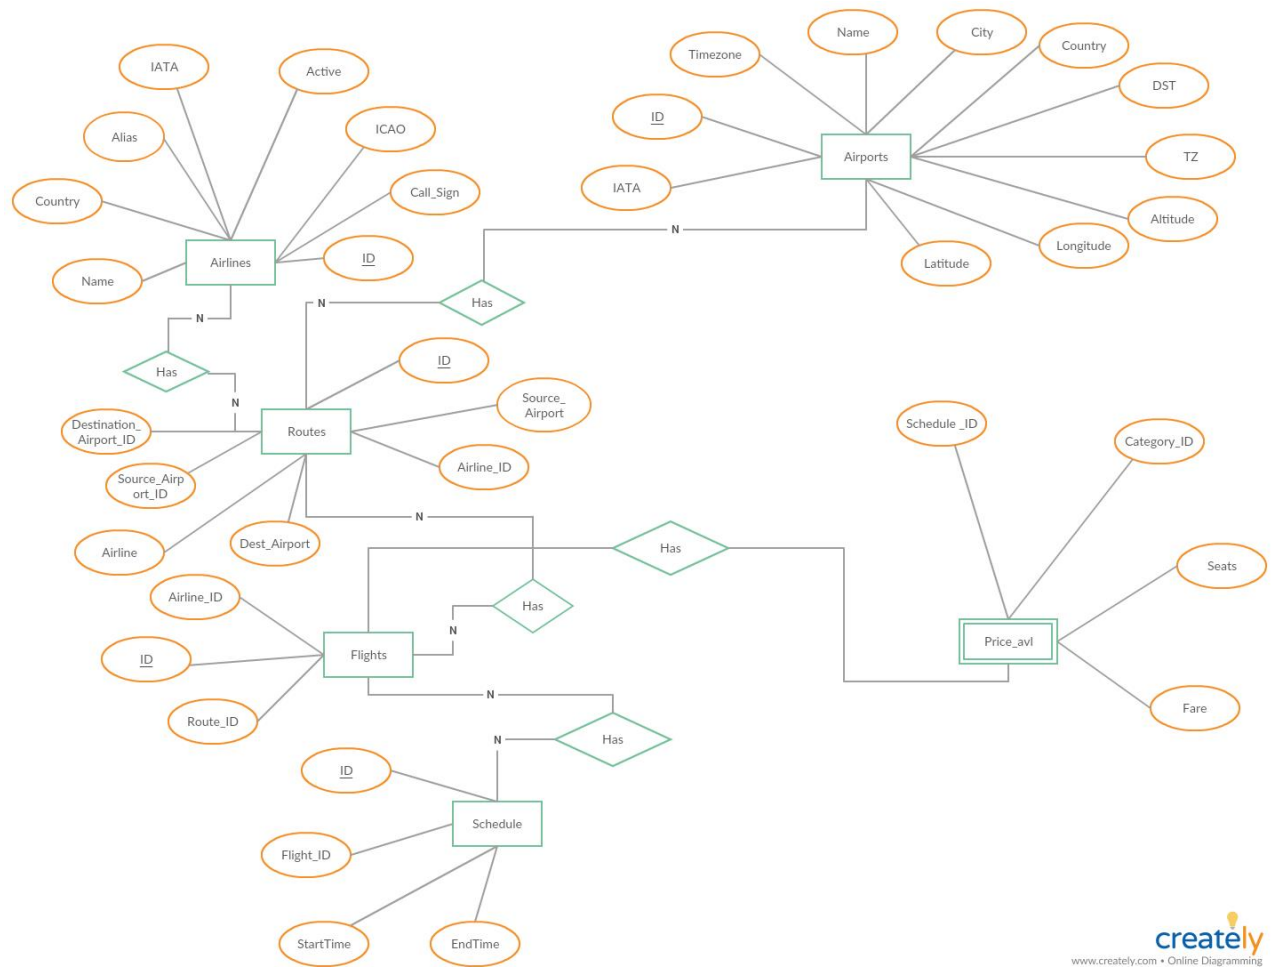 Name
City
Timezone
Country
IATA
Active
DST
ID
Alias
ICAO
Airports
TZ
IATA
Call_Sign
Country
Altitude
N
Longitude
Airlines
ID
Latitude
Name
Has
N
N
Has
ID
N
Source_
Airport
Destination_
Airport_ID
Routes
Schedule _ID
Category_ID
Airline_ID
Source_Airp
ort_ID
N
Airline
Dest_Airport
Has
Seats
Airline_ID
Has
N
ID
Flights
Price_avl
N
Route_ID
Fare
N
Has
ID
Schedule
Flight_ID
StartTime
EndTime
creately
www.creately.com • Online Diagramming